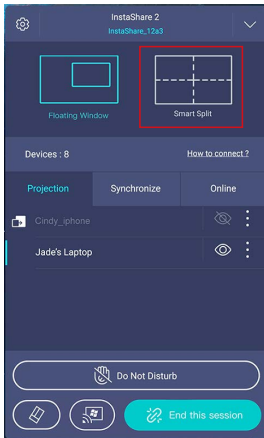 InstaShare 2
InstaShare_12a3
Floating Window
Smart Split
Devices : 8
How to connect ?
Projection
Synchronize
Online
Cindy_iphone
Jade's Laptop
Do Not Disturb
End this session